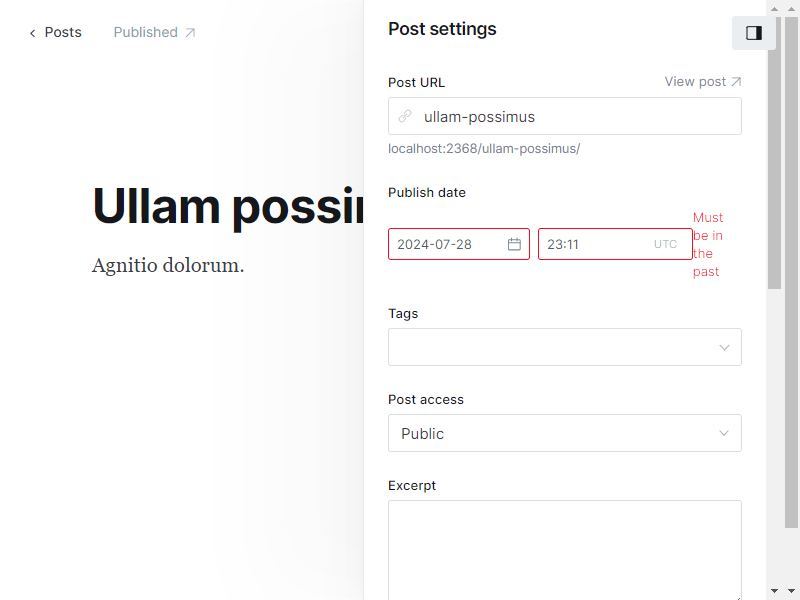 Posts
Published
Post settings
Post URL
View post
ullam-possimus
localhost:2368/ullam-possimus/
Ullam possi
Publish date
2024-07-28
23:11
UTC
Must
be in
the
past
Agnitio dolorum.
Tags
Post access
Public
Excerpt